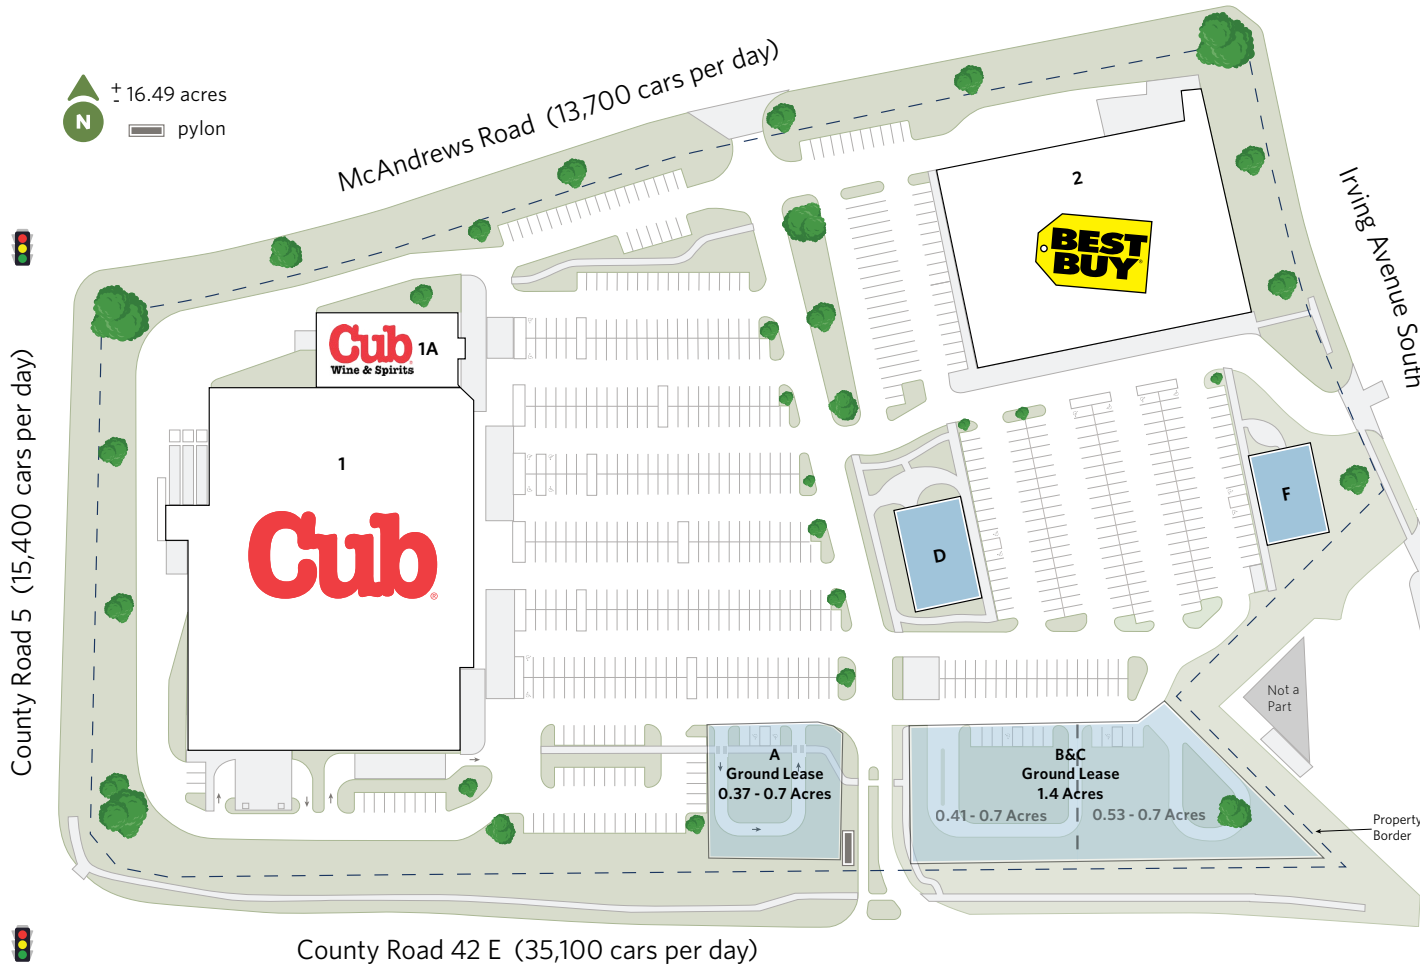 ± 16.49 acres
N
pylon
McAndrews Road (13,700 cars per day)
Irving Avenue South
County Road 5 (15,400 cars per day)
2
BEST
BUY
Cub 1A
Wine & Spirits
1
Cub
D
F
Not a
Part
A
Ground Lease
0.37 - 0.7 Acres
B&C
Ground Lease
1.4 Acres
0.41 - 0.7 Acres
0.53 - 0.7 Acres
Property
Border
County Road 42 E (35,100 cars per day)